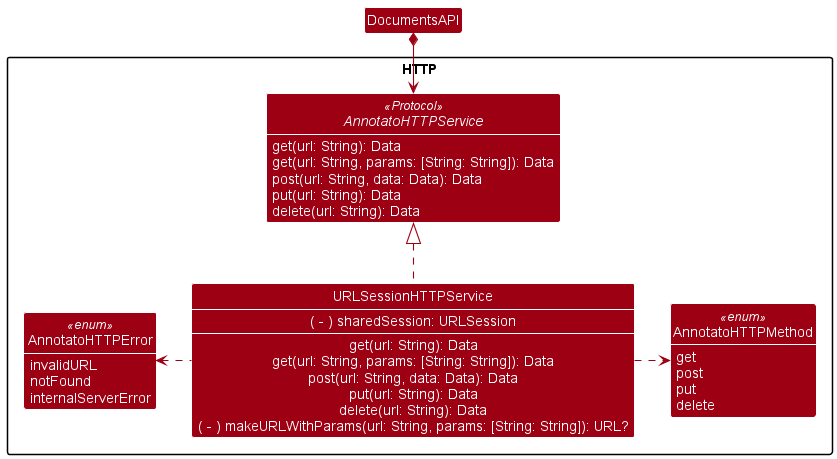 DocumentsAPI
HTTP
«Protocol»
AnnotatoHTTPService
get(url: String): Data
get(url: String, params: [String: String]): Data
post(url: String, data: Data): Data
put(url: String): Data
delete(url: String): Data
URLSessionHTTPService
( - ) sharedSession: URLSession
get(url: String): Data
get(url: String, params: [String: String]): Data
post(url: String, data: Data): Data
put(url: String): Data
delete(url: String): Data
( - ) makeURLWithParams(url: String, params: [String: String]): URL?
«enum»
AnnotatoHTTPError
invalidURL
notFound
internalServerError
«enum»
AnnotatoHTTPMethod
get
post
put
delete